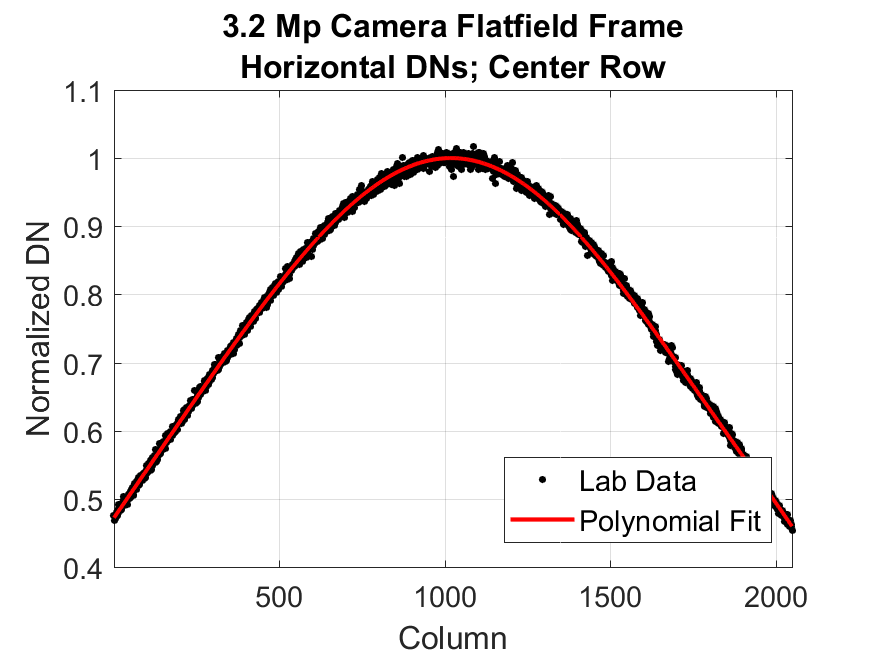 3.2 Mp Camera Flatfield Frame
Horizontal DNs; Center Row
1.1
1
0.9
0.8
0.7
0.6
0.5
0.4
Normalized DN
Lab Data
Polynomial Fit
500
1000
1500
2000
Column